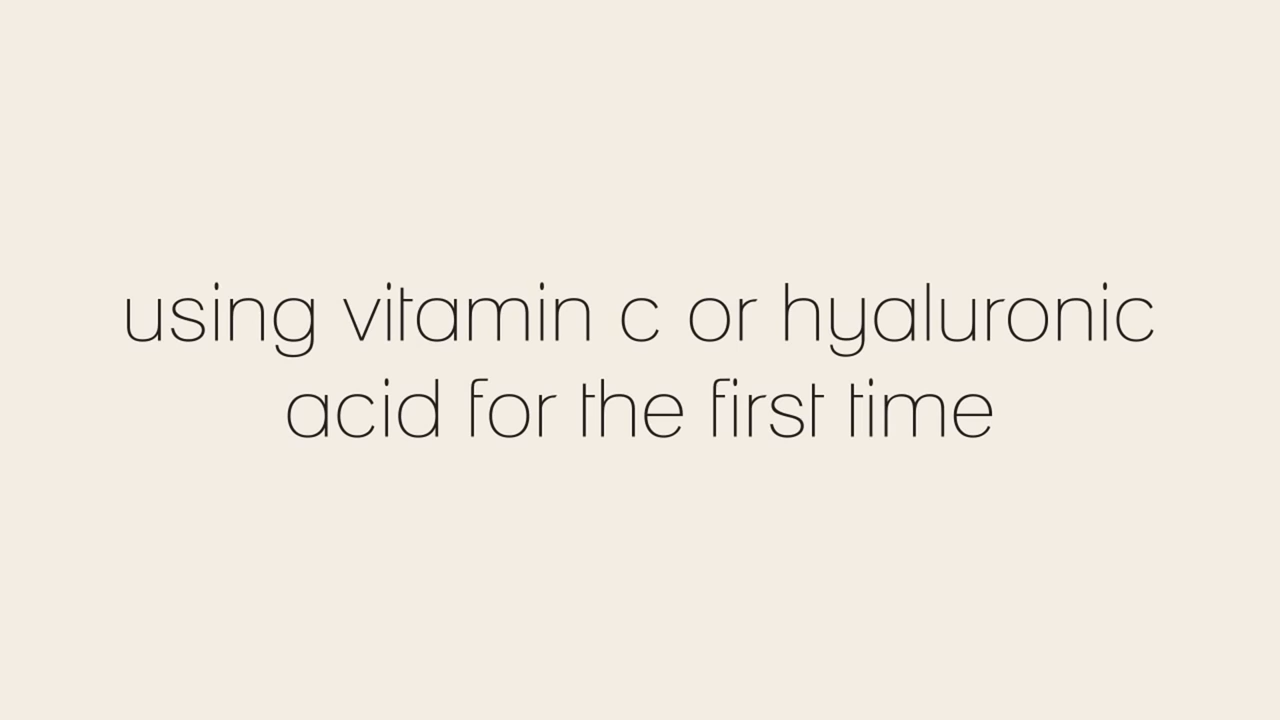 using vitamin c or hyaluronic
acid for the first time